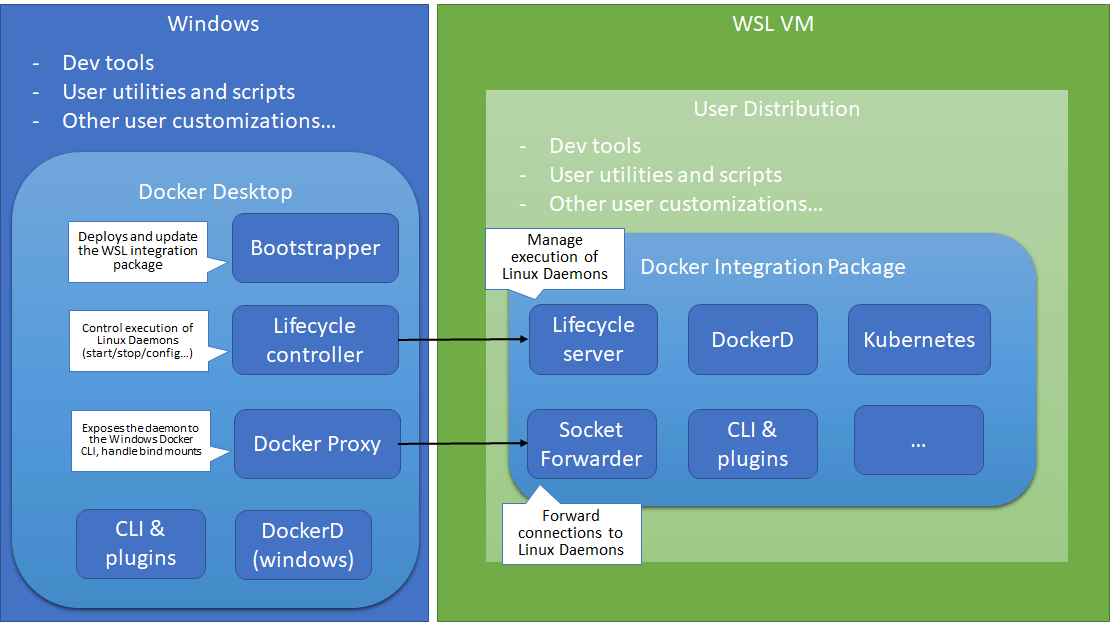 Windows
- Dev tools
- User utilities and scripts
- Other user customizations...
Docker Desktop
Deploys and update
the WSL integration
package
Bootstrapper
Control execution of
Linux Daemons
(start/stop/config...)
Lifecycle
controller
Exposes the daemon to
the Windows Docker
CLI, handle bind mounts
Docker Proxy
CLI &
plugins
DockerD
(windows)
WSL VM
User Distribution
- Dev tools
- User utilities and scripts
- Other user customizations...
Manage
execution of
Linux Daemons
Docker Integration Package
Lifecycle
server
DockerD
Kubernetes
Socket
Forwarder
CLI &
plugins
...
Forward
connections to
Linux Daemons